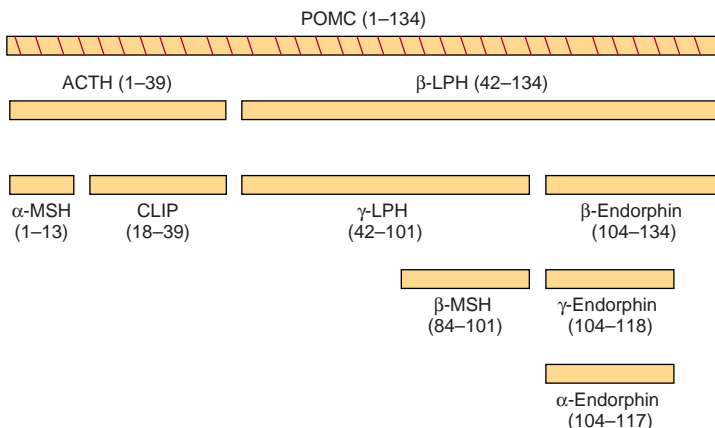 POMC (1–134)
ACTH (1–39)
β-LPH (42–134)
α-MSH
(1–13)
CLIP
(18–39)
γ-LPH
(42–101)
β-Endorphin
(104–134)
β-MSH
(84–101)
γ-Endorphin
(104–118)
α-Endorphin
(104–117)